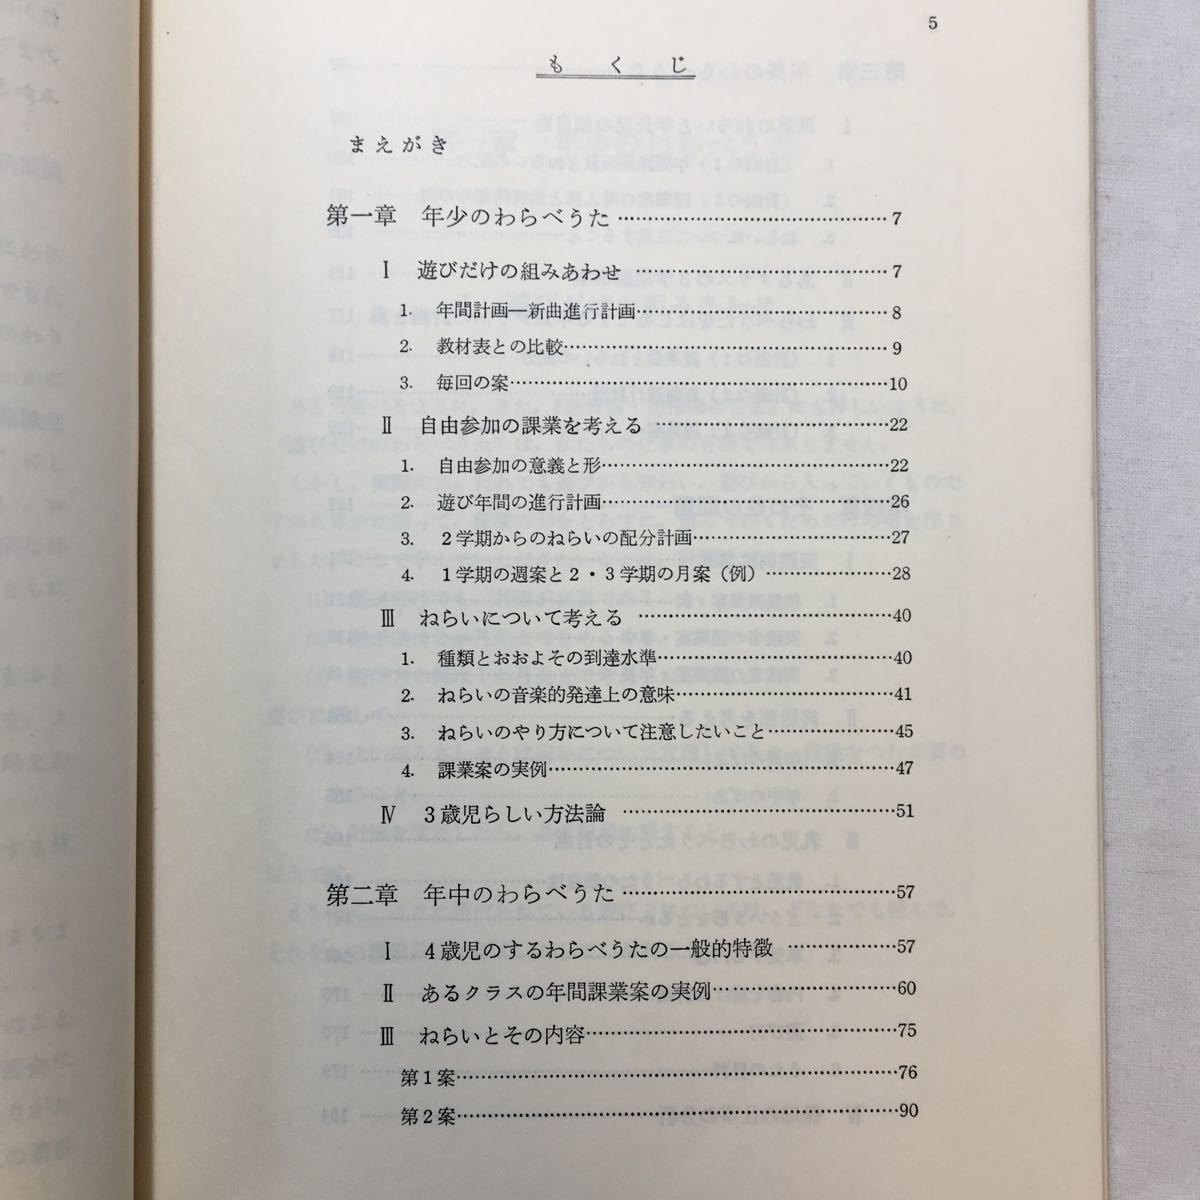 5
もくじ
まえがき
第一章 年少のわらべうた…………………………………7
Ⅰ 遊びだけの組みあわせ…………………………………7
1. 年間計画―新曲進行計画…………………………………8
2. 教材表との比較…………………………………9
3. 毎回の案…………………………………10
Ⅱ 自由参加の課業を考える…………………………………22
1. 自由参加の意義と形…………………………………22
2. 遊び年間の進行計画…………………………………26
3. 2学期からのねらいの配分計画…………………………………27
4. 1学期の週案と2・3学期の月案(例)…………………………………28
Ⅲ ねらいについて考える…………………………………40
1. 種類とおおよその到達水準…………………………………40
2. ねらいの音楽的発達上の意味…………………………………41
3. ねらいのやり方について注意したいこと…………………………………45
4. 課業案の実例…………………………………47
Ⅳ 3歳児らしい方法論…………………………………51
第二章 年中のわらべうた…………………………………57
Ⅰ 4歳児のするわらべうたの一般的特徴…………………………………57
Ⅱ あるクラスの年間課業案の実例…………………………………60
Ⅲ ねらいとその内容…………………………………75
第1案…………………………………76
第2案…………………………………90